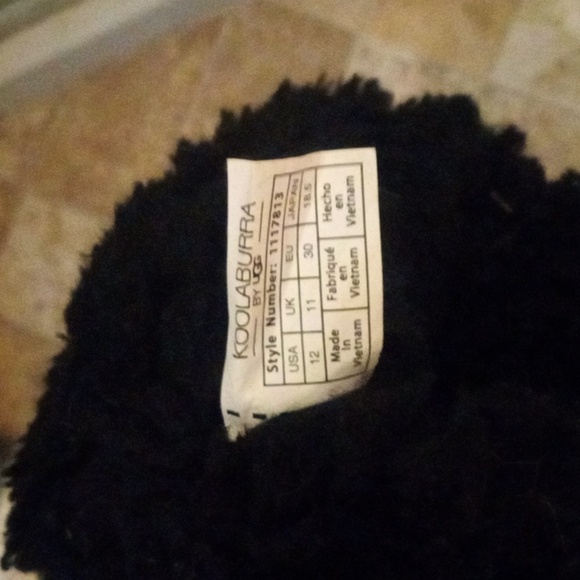 KOOLABURRA
BY UGG
Style Number: 1117813
USA UK EU JAPAN
12 11 30 18.5
Made in Vietnam
Fabriqué en Vietnam
Hecho en Vietnam